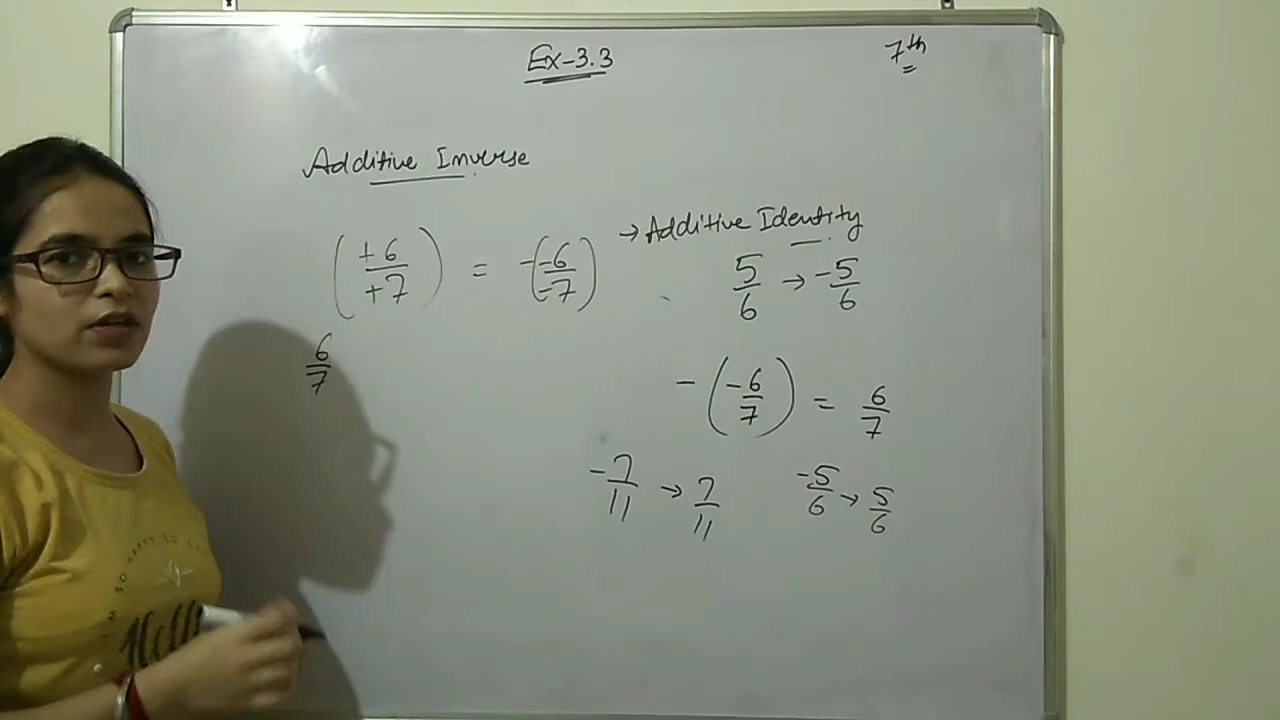 Ex-3.3
7th
Additive Inverse
→ Additive Identity
(+6/+7) = -(-6/-7)
5/6 → -5/6
6/7
-(-6/7) = 6/7
-7/11 → 7/11
-5/6 → 5/6
Hello